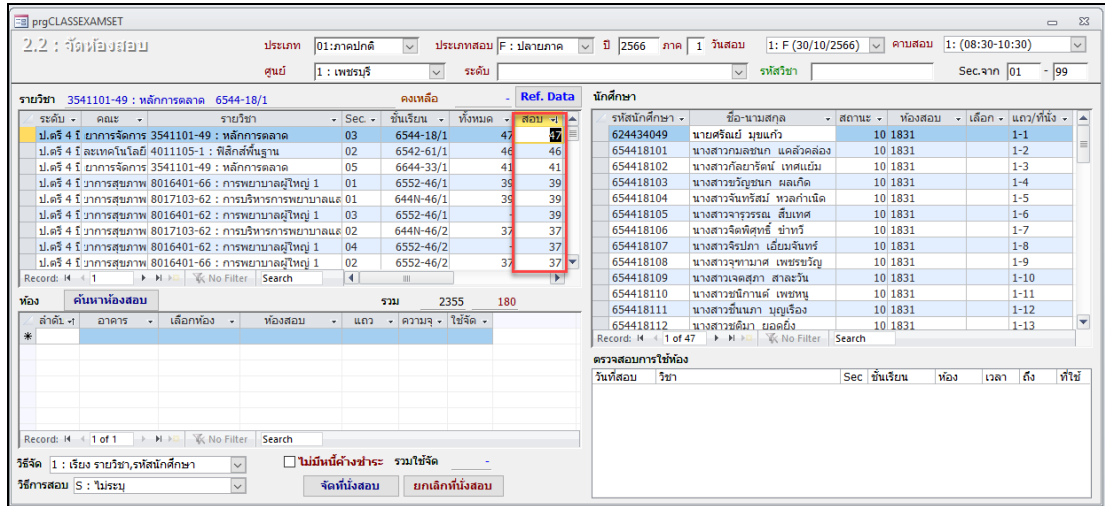 prgCLASSEXAMSET
2.2 : จัดห้องสอบ ประเภท 01:ภาคปกติ ประเภทสอบ F : ปลายภาค ปี 2566 ภาค 1 วันสอบ 1: F (30/10/2566) คาบสอบ 1: (08:30-10:30)
ศูนย์ 1 : เพชรบุรี ระดับ รหัสวิชา Sec.จาก 01 - 99
รายวิชา 3541101-49 : หลักการตลาด 6544-18/1 คงเหลือ - Ref. Data
ระดับ คณะ รายวิชา Sec. ชั้นเรียน ทั้งหมด สอบ
ป.ตรี 4 ปี ยาการจัดการ 3541101-49 : หลักการตลาด 03 6544-18/1 47 47
ป.ตรี 4 ปี ละเทคโนโลยี 4011105-1 : ฟิสิกส์พื้นฐาน 02 6542-61/1 46 46
ป.ตรี 4 ปี ยาการจัดการ 3541101-49 : หลักการตลาด 05 6644-33/1 41 41
ป.ตรี 4 ปี าการสุขภาพ 8016401-66 : การพยาบาลผู้ใหญ่ 1 01 6552-46/1 39 39
ป.ตรี 4 ปี าการสุขภาพ 8017103-62 : การบริหารการพยาบาลและ 01 644N-46/1 39 39
ป.ตรี 4 ปี าการสุขภาพ 8016401-62 : การพยาบาลผู้ใหญ่ 1 03 6552-46/1 - 39
ป.ตรี 4 ปี าการสุขภาพ 8017103-62 : การบริหารการพยาบาลและ 02 644N-46/2 37 37
ป.ตรี 4 ปี าการสุขภาพ 8016401-62 : การพยาบาลผู้ใหญ่ 1 04 6552-46/2 - 37
ป.ตรี 4 ปี าการสุขภาพ 8016401-66 : การพยาบาลผู้ใหญ่ 1 02 6552-46/2 37 37
Record: 1 No Filter Search
ห้อง ค้นหาห้องสอบ รวม 2355 180
ลำดับ อาคาร เลือกห้อง ห้องสอบ แถว ความจุ ใช้จัด
Record: 1 of 1 No Filter Search
วิธีจัด 1 : เรียง รายวิชา,รหัสนักศึกษา ไม่มีหนี้ค้างชำระ รวมใช้จัด -
วิธีการสอบ S : ไม่ระบุ จัดที่นั่งสอบ ยกเลิกที่นั่งสอบ
นักศึกษา
รหัสนักศึกษา ชื่อ-นามสกุล สถานะ ห้องสอบ เลือก แถว/ที่นั่ง
624434049 นายศรัณย์ มุขแก้ว 10 1831 1-1
654418101 นางสาวกมลชนก แคล้วคล่อง 10 1831 1-2
654418102 นางสาวกัลยารัตน์ เทศแย้ม 10 1831 1-3
654418103 นางสาวขวัญชนก ผลเกิด 10 1831 1-4
654418104 นางสาวจันทรัสม์ ทวลกำเนิด 10 1831 1-5
654418105 นางสาวจารุวรรณ สืบเทศ 10 1831 1-6
654418106 นางสาวจิตพิศุทธิ์ ขำทวี 10 1831 1-7
654418107 นางสาวจิรปภา เอี่ยมจันทร์ 10 1831 1-8
654418108 นางสาวจุฑามาศ เพชรขวัญ 10 1831 1-9
654418109 นางสาวเจตสุภา สาละวัน 10 1831 1-10
654418110 นางสาวชนิกานต์ เพชหนู 10 1831 1-11
654418111 นางสาวชื่นนภา บุญเรือง 10 1831 1-12
654418112 นางสาวชุติมา ยอดยิ่ง 10 1831 1-13
Record: 1 of 47 No Filter Search
ตรวจสอบการใช้ห้อง
วันที่สอบ วิชา Sec ชั้นเรียน ห้อง เวลา ถึง ที่ใช้